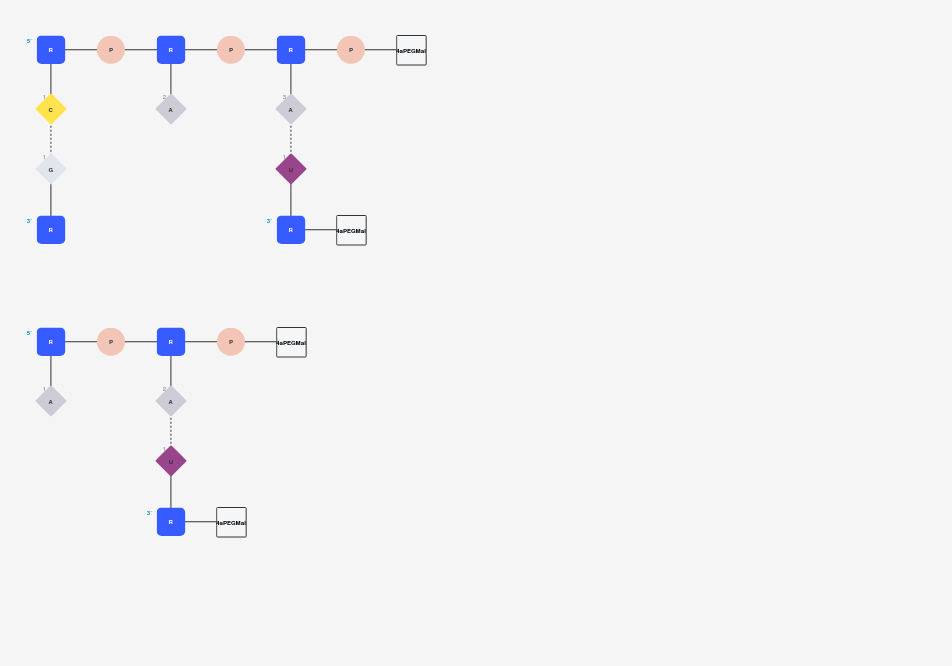 5' R P R P R P 4aPEGMal
1 2 3
C A A
1 1
G U
3' R 3' R 4aPEGMal
5' R P R P 4aPEGMal
1 2
A A
1
U
3' R 4aPEGMal